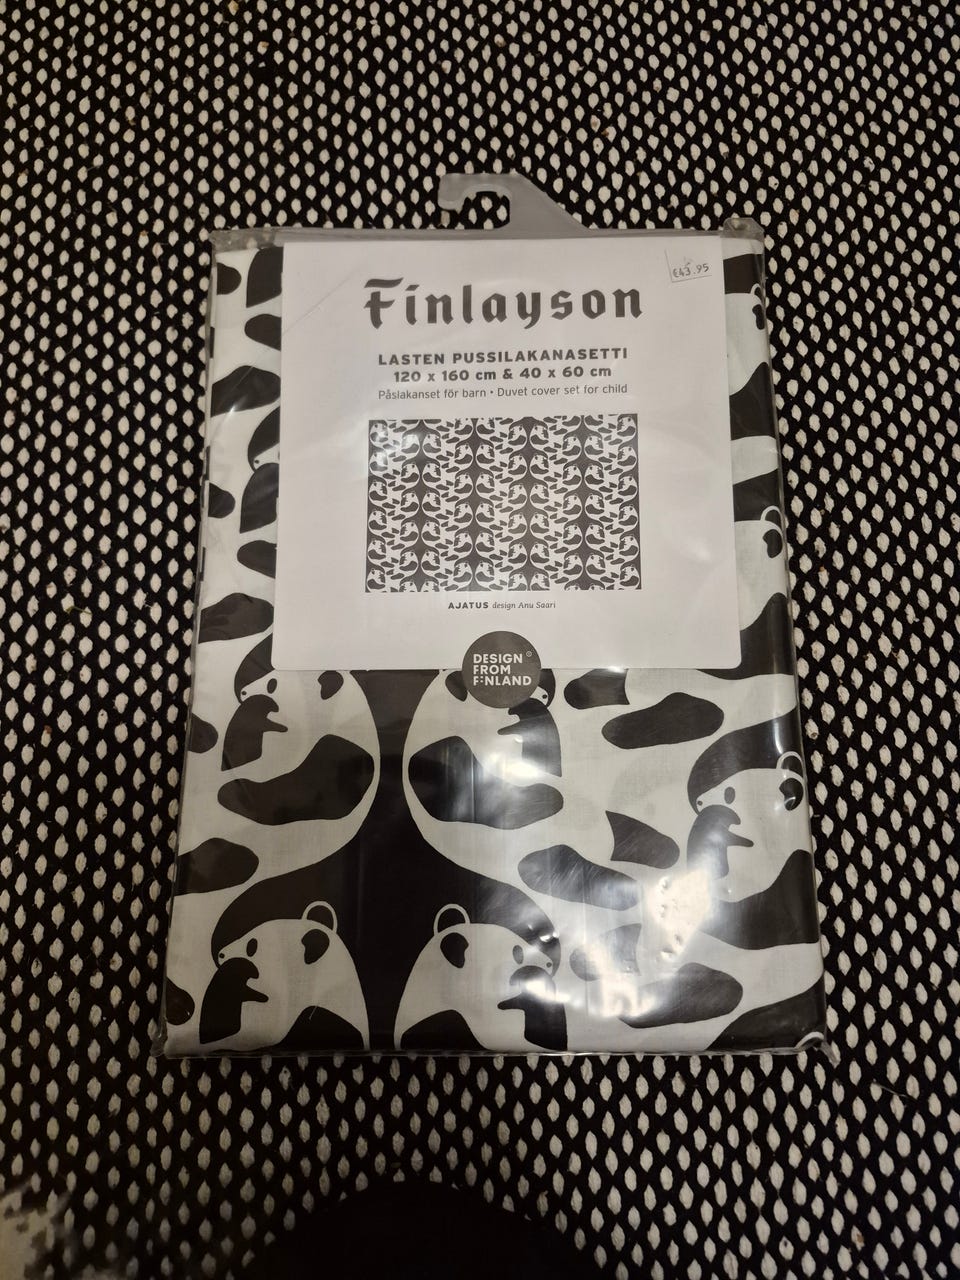 €43.95
Finlayson
LASTEN PUSSILAKANASETTI
120 x 160 cm & 40 x 60 cm
Påslakanset för barn • Duvet cover set for child
AJATUS design Anu Saari
DESIGN ®
FROM
FINLAND